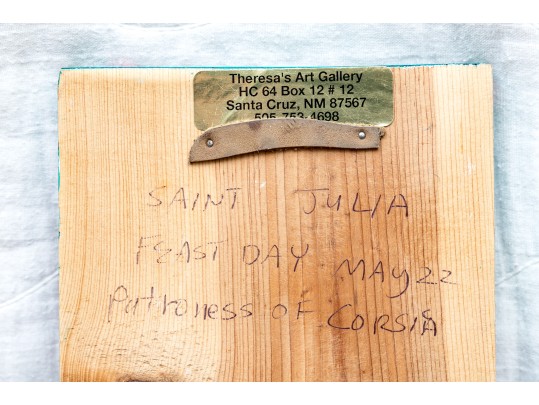 Theresa's Art Gallery
HC 64 Box 12 # 12
Santa Cruz, NM 87567
505-753-4698
SAINT JULIA
FEAST DAY MAY 22
Patroness OF CORSIA